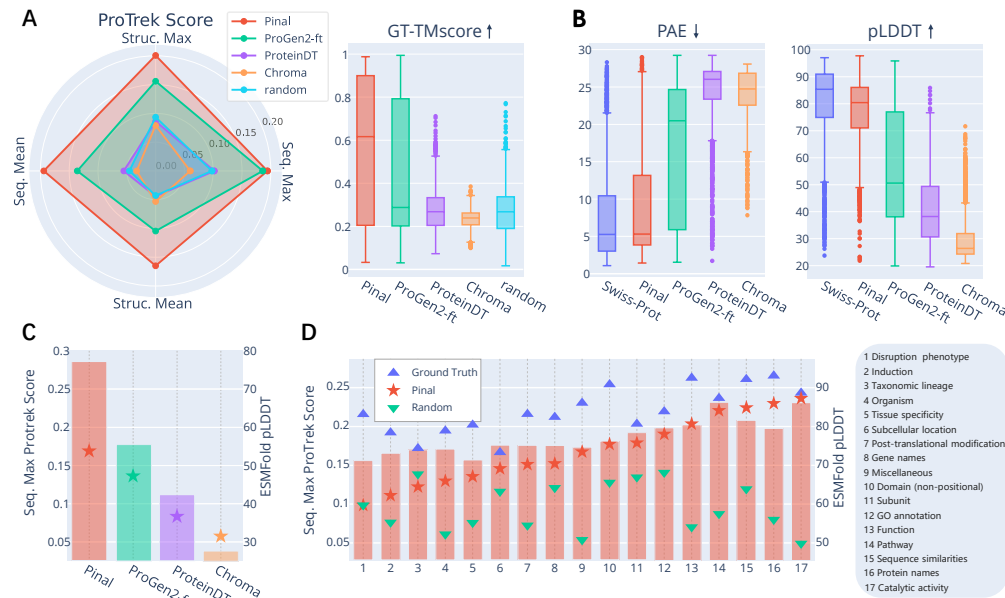 A
ProTrek Score
Struc. Max
Seq. Mean
Seq. Max
Struc. Mean
0.00
0.05
0.10
0.15
0.20
Pinal
ProGen2-ft
ProteinDT
Chroma
random
GT-TMscore ↑
1
0.8
0.6
0.4
0.2
0
Pinal
ProGen2-ft
ProteinDT
Chroma
random
B
PAE ↓
30
25
20
15
10
5
0
Swiss-Prot
Pinal
ProGen2-ft
ProteinDT
Chroma
pLDDT ↑
100
90
80
70
60
50
40
30
20
Swiss-Prot
Pinal
ProGen2-ft
ProteinDT
Chroma
C
Seq. Max Protrek Score
0.3
0.25
0.2
0.15
0.1
0.05
80
70
60
50
40
30
ESMFold pLDDT
Pinal
ProGen2-ft
ProteinDT
Chroma
D
Seq. Max ProTrek Score
0.25
0.2
0.15
0.1
0.05
Ground Truth
Pinal
Random
90
80
70
60
50
ESMFold pLDDT
1 2 3 4 5 6 7 8 9 10 11 12 13 14 15 16 17
1 Disruption phenotype
2 Induction
3 Taxonomic lineage
4 Organism
5 Tissue specificity
6 Subcellular location
7 Post-translational modification
8 Gene names
9 Miscellaneous
10 Domain (non-positional)
11 Subunit
12 GO annotation
13 Function
14 Pathway
15 Sequence similarities
16 Protein names
17 Catalytic activity